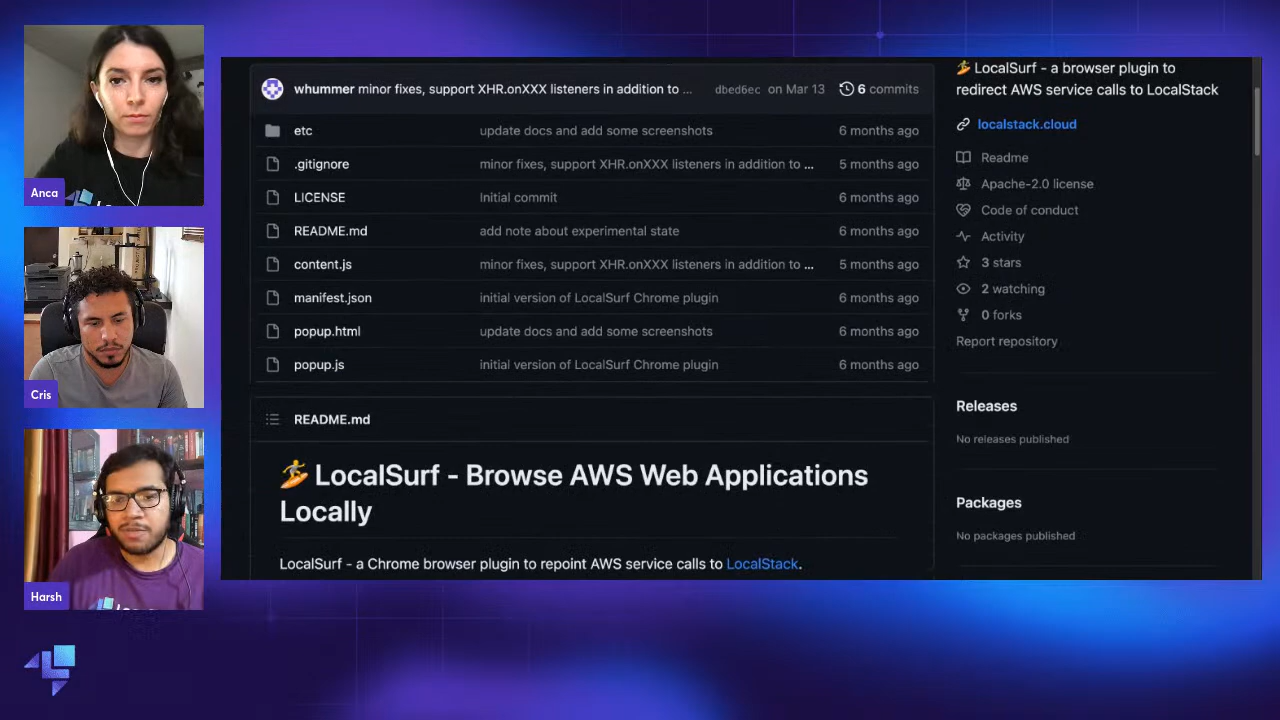 Anca
Cris
Harsh
whummer minor fixes, support XHR.onXXX listeners in addition to ... dbed6ec on Mar 13 6 commits
etc update docs and add some screenshots 6 months ago
.gitignore minor fixes, support XHR.onXXX listeners in addition to ... 5 months ago
LICENSE Initial commit 6 months ago
README.md add note about experimental state 6 months ago
content.js minor fixes, support XHR.onXXX listeners in addition to ... 5 months ago
manifest.json initial version of LocalSurf Chrome plugin 6 months ago
popup.html update docs and add some screenshots 6 months ago
popup.js initial version of LocalSurf Chrome plugin 6 months ago
README.md
LocalSurf - Browse AWS Web Applications
Locally
LocalSurf - a Chrome browser plugin to repoint AWS service calls to LocalStack.
LocalSurf - a browser plugin to
redirect AWS service calls to LocalStack
localstack.cloud
Readme
Apache-2.0 license
Code of conduct
Activity
3 stars
2 watching
0 forks
Report repository
Releases
No releases published
Packages
No packages published